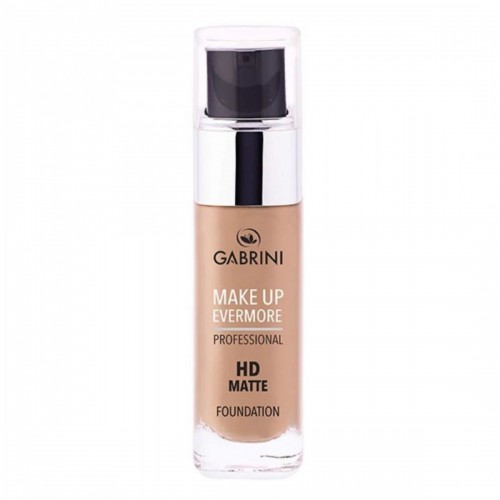 GABRINI
MAKE UP
EVERMORE
PROFESSIONAL
HD
MATTE
FOUNDATION